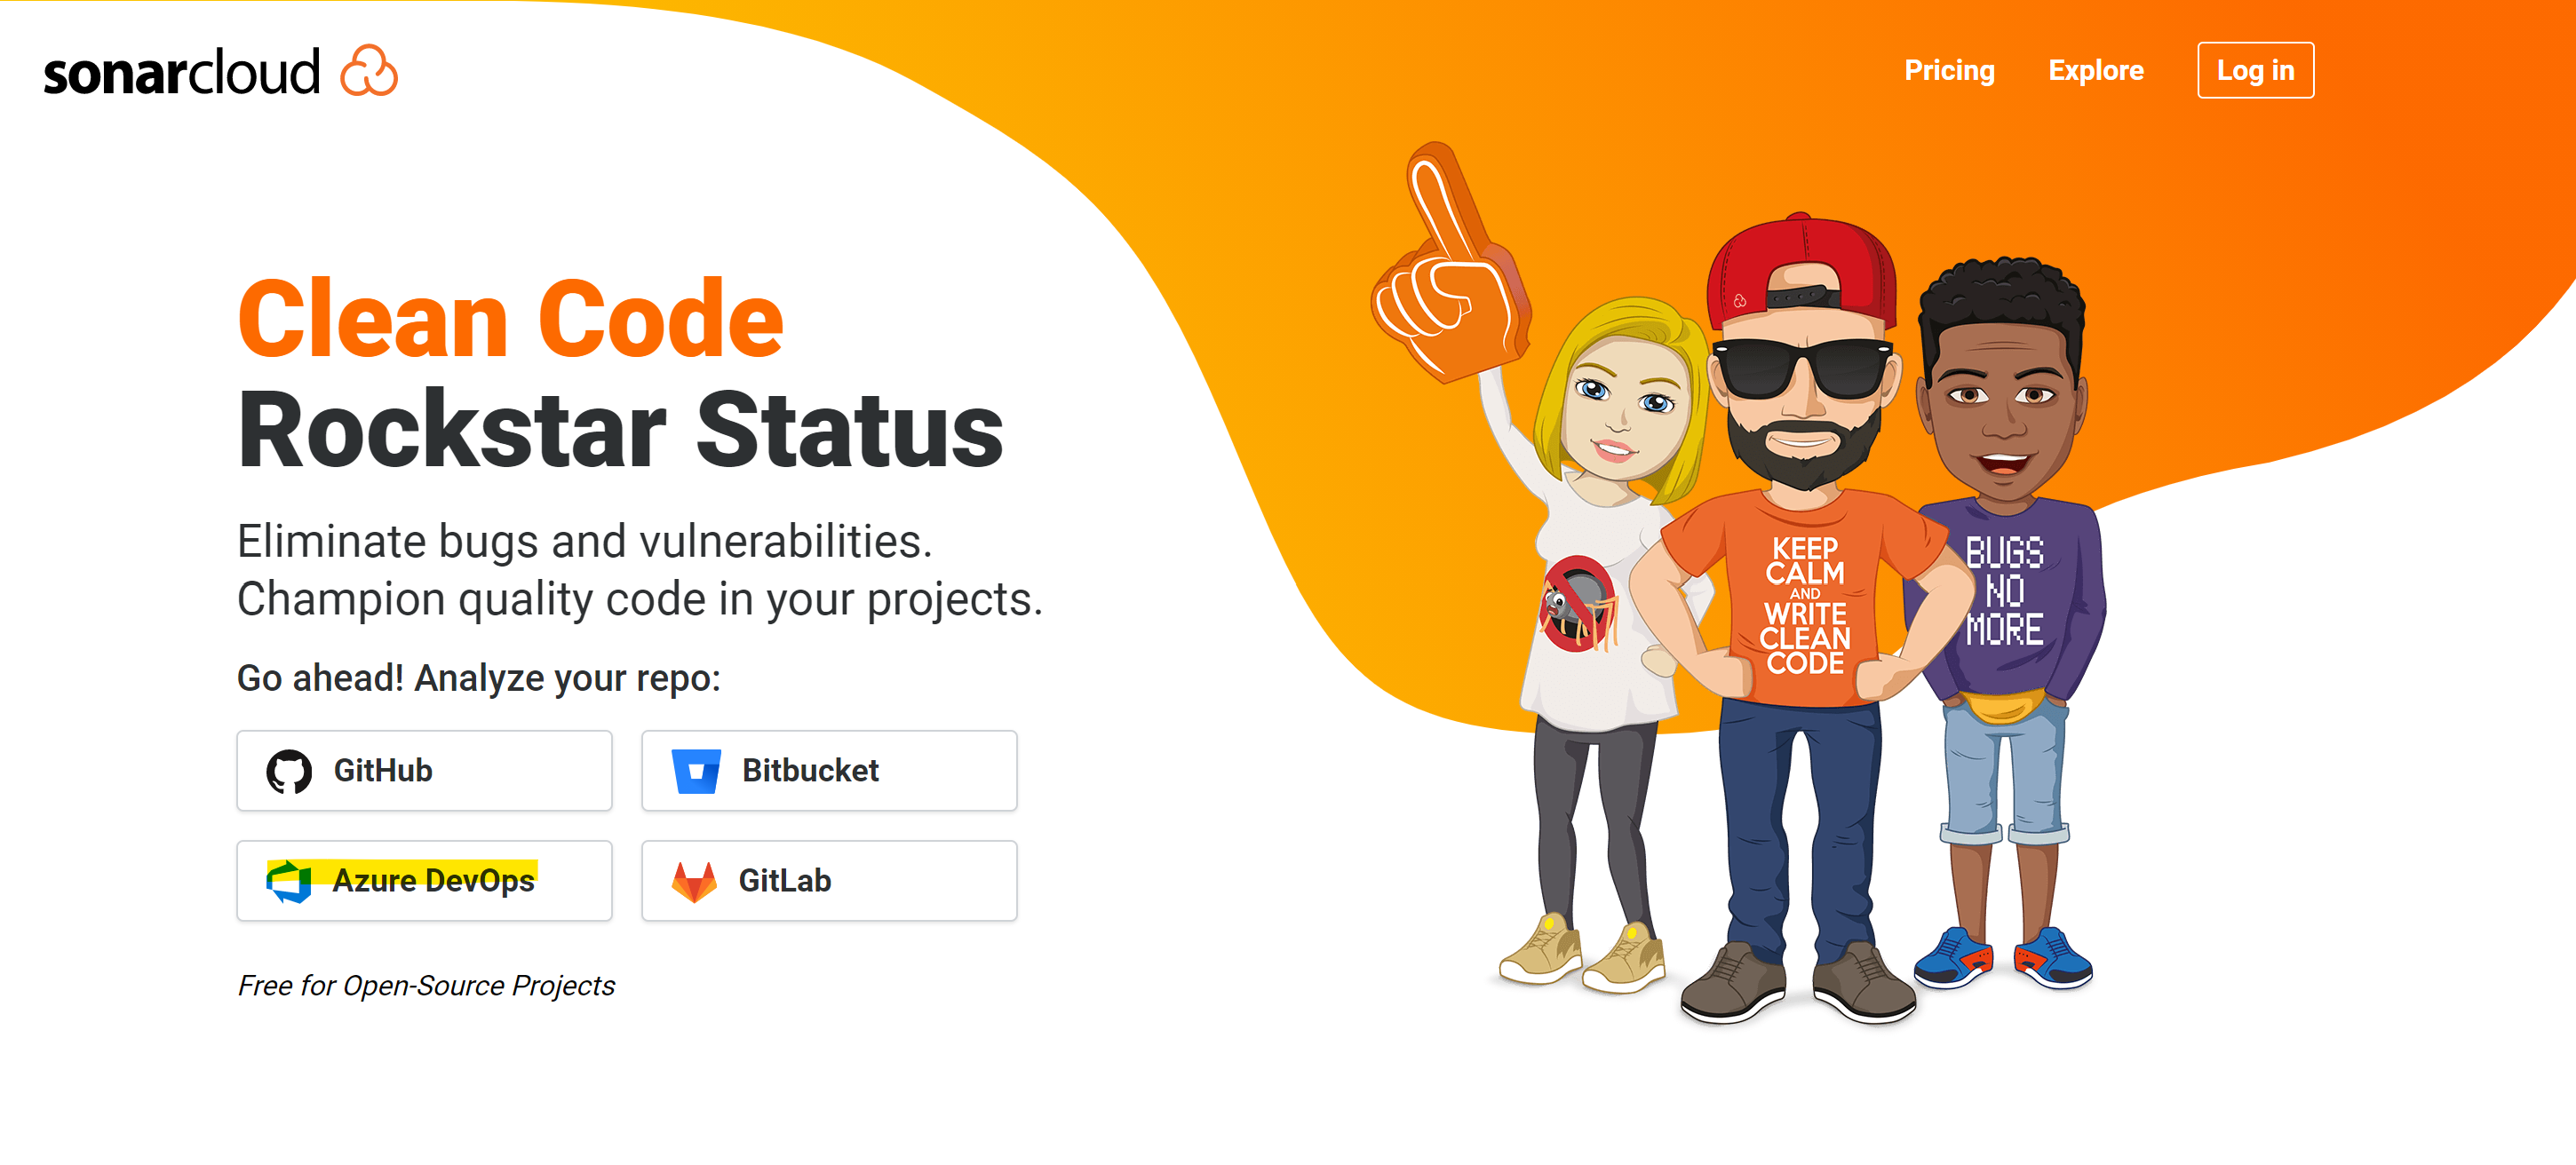 sonarcloud
Pricing
Explore
Log in
Clean Code
Rockstar Status
Eliminate bugs and vulnerabilities.
Champion quality code in your projects.
Go ahead! Analyze your repo:
GitHub
Bitbucket
Azure DevOps
GitLab
Free for Open-Source Projects
KEEP
CALM
AND
WRITE
CLEAN
CODE
BUGS
NO
MORE